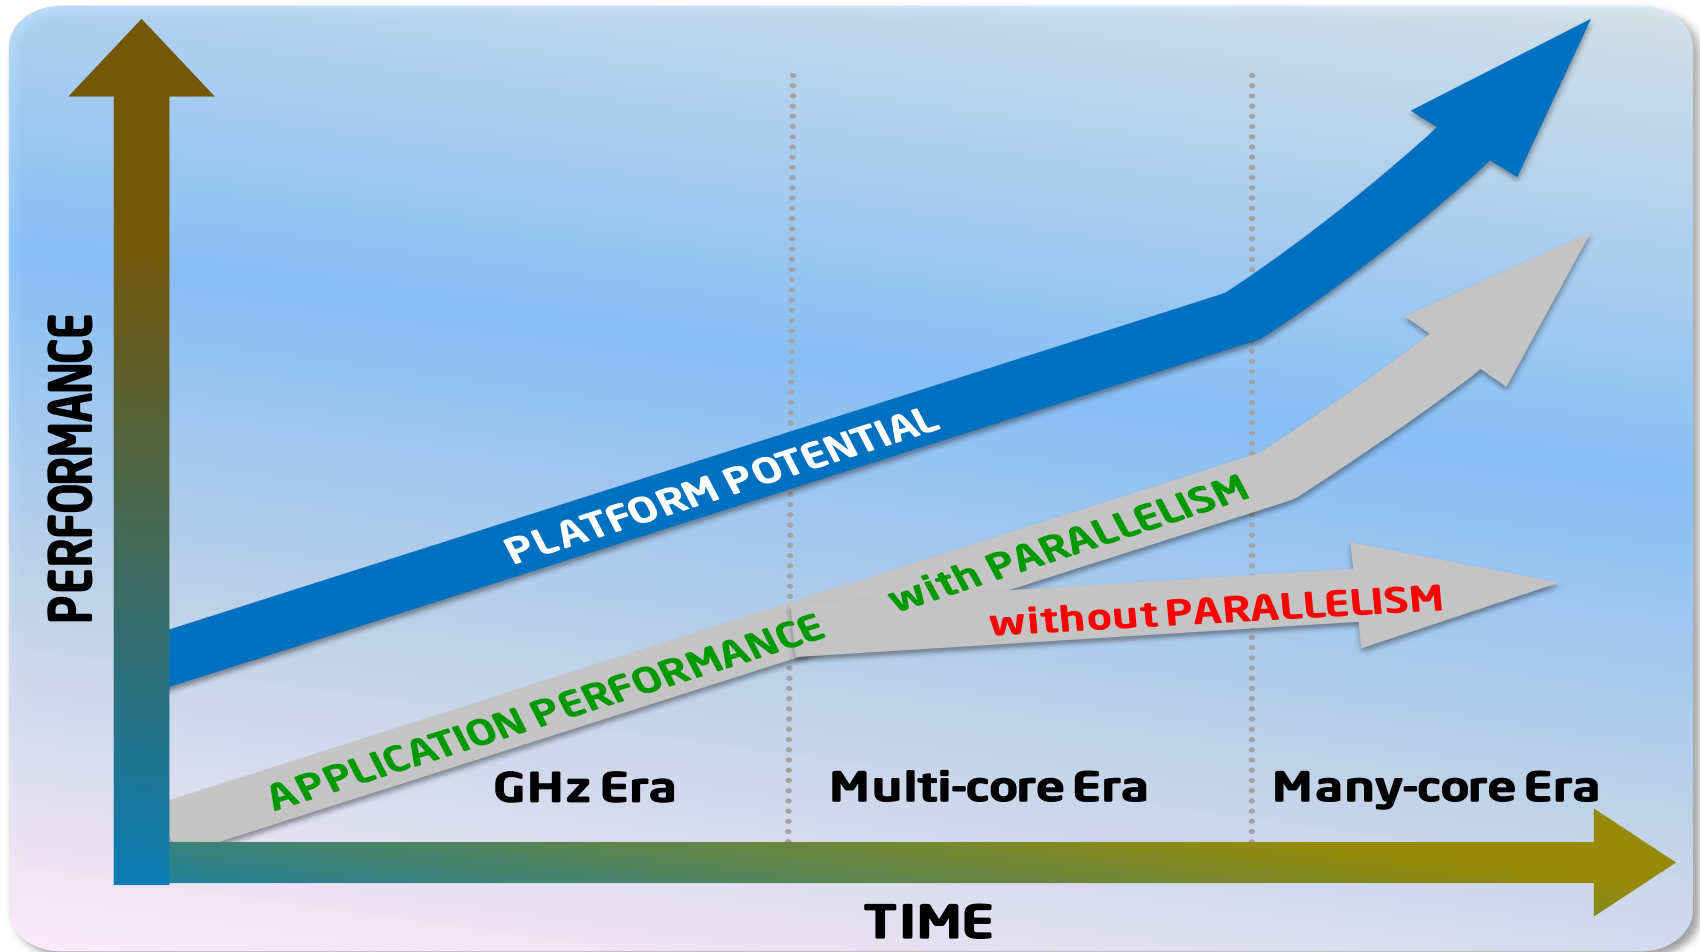 PERFORMANCE
PLATFORM POTENTIAL
with PARALLELISM
without PARALLELISM
APPLICATION PERFORMANCE
GHz Era
Multi-core Era
Many-core Era
TIME